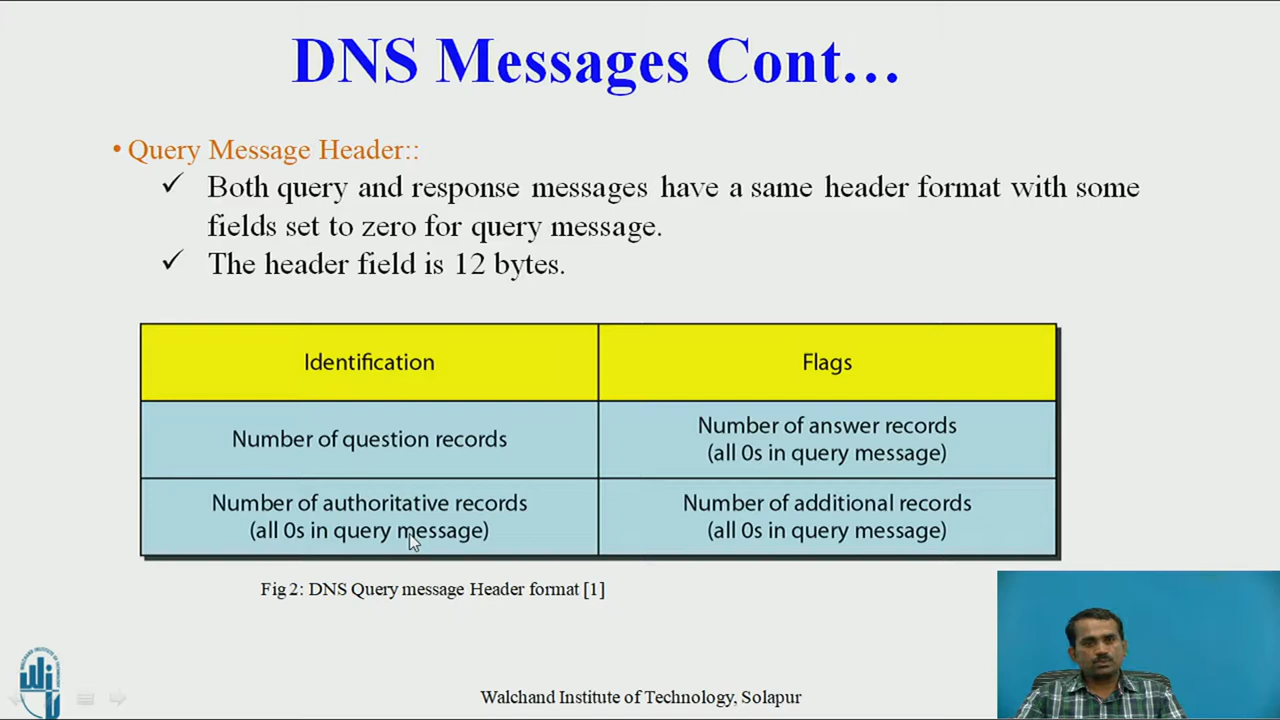 DNS Messages Cont…
• Query Message Header::
✓ Both query and response messages have a same header format with some
fields set to zero for query message.
✓ The header field is 12 bytes.
Identification
Flags
Number of question records
Number of answer records
(all 0s in query message)
Number of authoritative records
(all 0s in query message)
Number of additional records
(all 0s in query message)
Fig 2: DNS Query message Header format [1]
Walchand Institute of Technology, Solapur